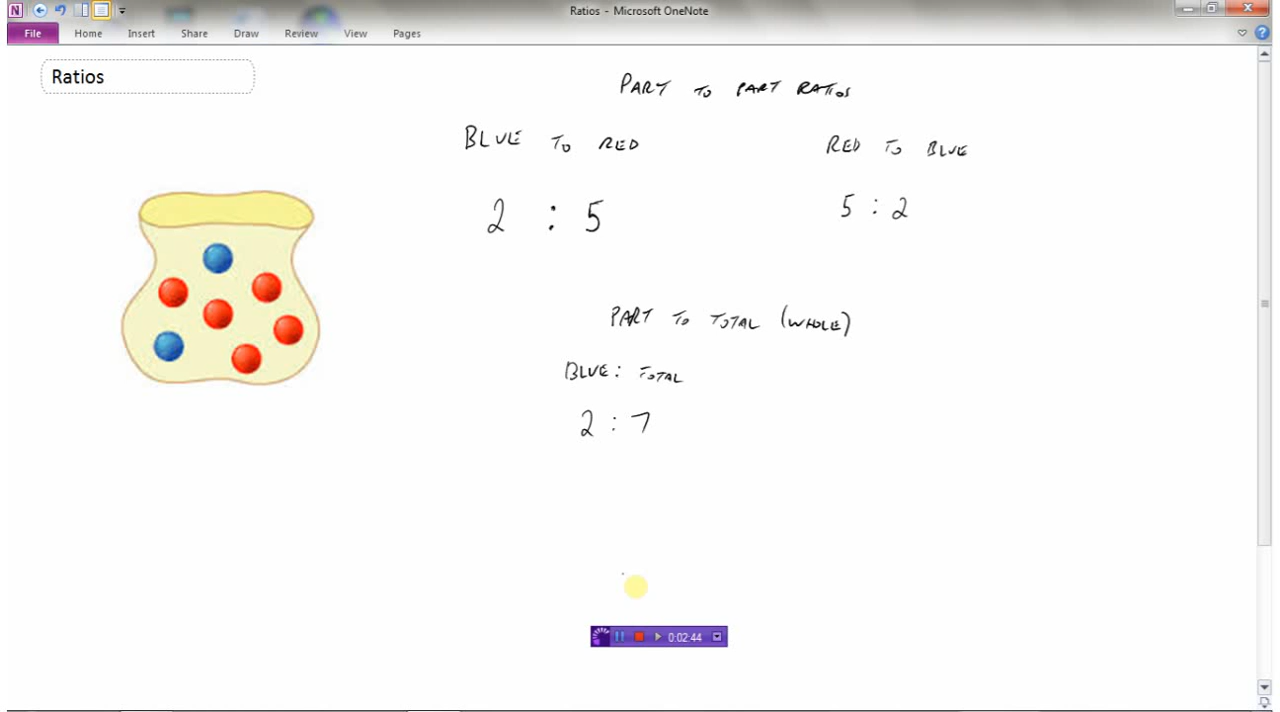 Ratios - Microsoft OneNote
File Home Insert Share Draw Review View Pages
Ratios
PART TO PART RATIOS
BLUE TO RED
RED TO BLUE
2 : 5
5 : 2
PART TO TOTAL (WHOLE)
BLUE: TOTAL
2 : 7
0:02:44